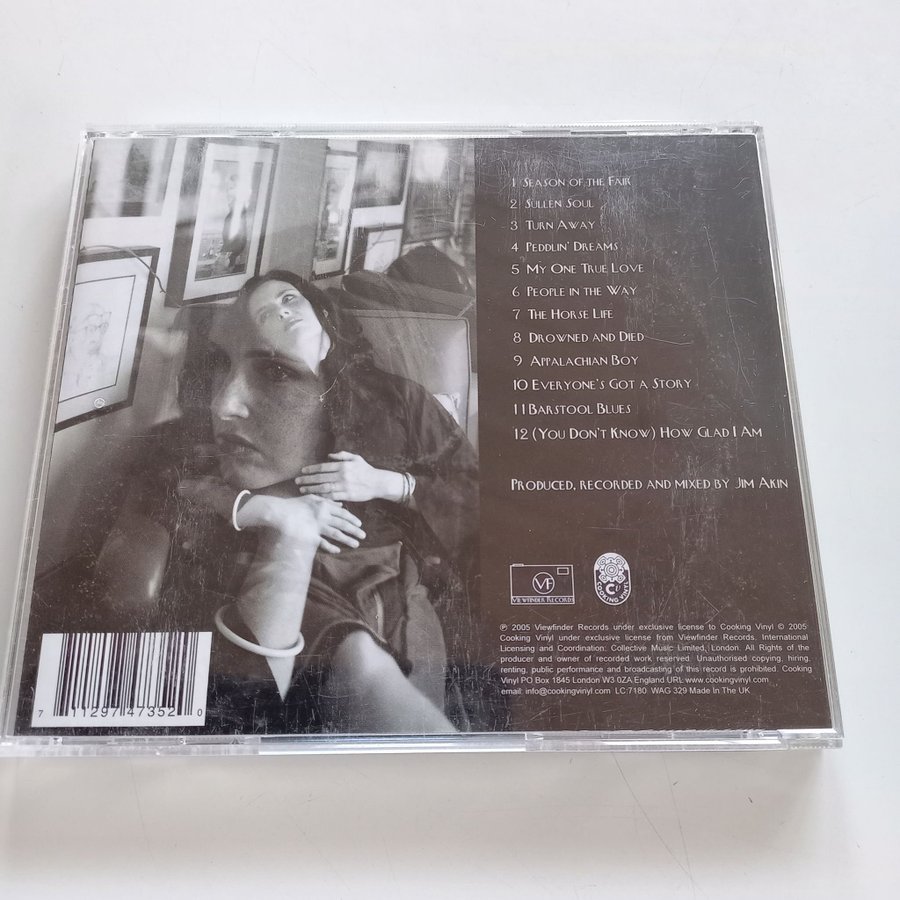 1 Season of the Fair
2 Sullen Soul
3 Turn Away
4 Peddlin' Dreams
5 My One True Love
6 People in the Way
7 The Horse Life
8 Drowned and Died
9 Appalachian Boy
10 Everyone's Got a Story
11 Barstool Blues
12 (You Don't Know) How Glad I Am
Produced, recorded and mixed by Jim Akin
VF
Viewfinder Records
Cooking Vinyl
℗ 2005 Viewfinder Records under exclusive license to Cooking Vinyl © 2005
Cooking Vinyl under exclusive license from Viewfinder Records. International
Licensing and Coordination: Collective Music Limited, London. All Rights of the
producer and owner of recorded work reserved. Unauthorised copying, hiring,
renting, public performance and broadcasting of this record is prohibited. Cooking
Vinyl PO Box 1845 London W3 0ZA.England URL:www.cookingvinyl.com
email: info@cookingvinyl.com LC:7180 WAG 329 Made In The UK
7 11297 47352 0